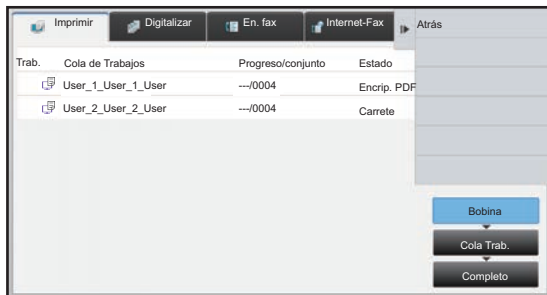 Imprimir Digitalizar En. fax Internet-Fax Atrás
Trab. Cola de Trabajos Progreso/conjunto Estado
User_1_User_1_User ---/0004 Encrip. PDF
User_2_User_2_User ---/0004 Carrete
Bobina
Cola Trab.
Completo